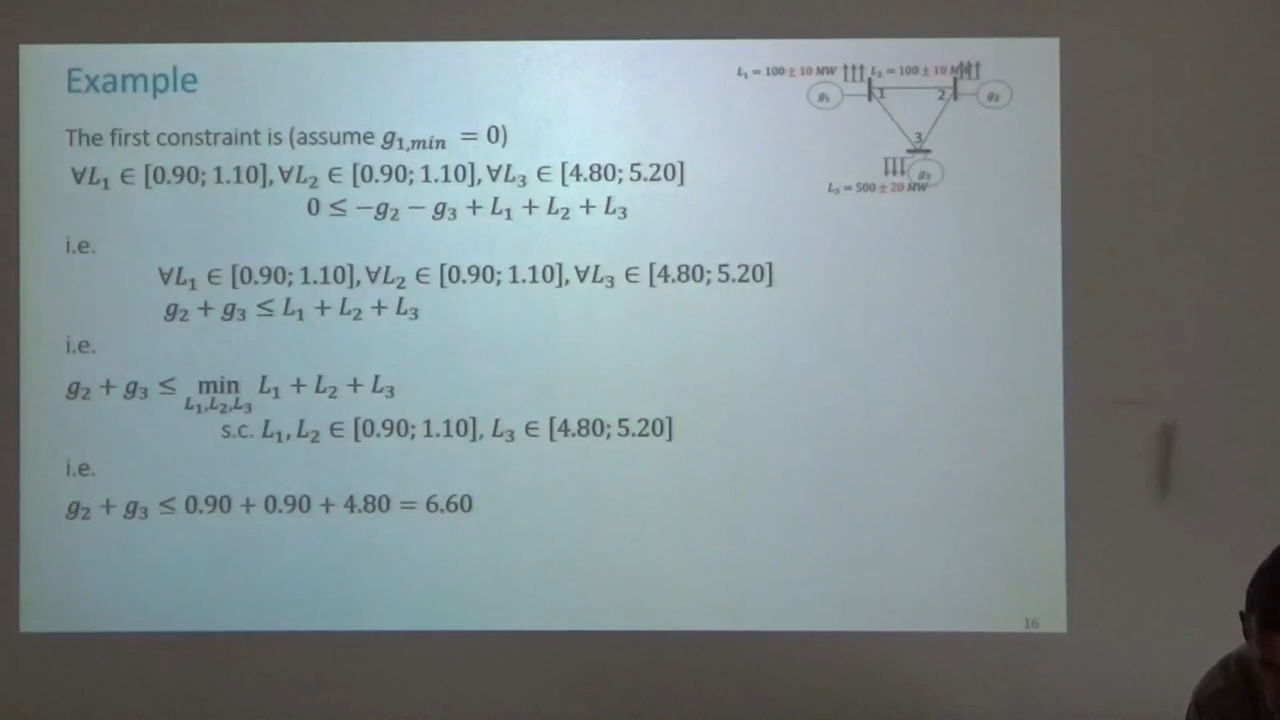 Example
The first constraint is (assume g₁,min = 0)
∀L₁ ∈ [0.90; 1.10], ∀L₂ ∈ [0.90; 1.10], ∀L₃ ∈ [4.80; 5.20]
0 ≤ −g₂ − g₃ + L₁ + L₂ + L₃
i.e.
∀L₁ ∈ [0.90; 1.10], ∀L₂ ∈ [0.90; 1.10], ∀L₃ ∈ [4.80; 5.20]
g₂ + g₃ ≤ L₁ + L₂ + L₃
i.e.
g₂ + g₃ ≤ min L₁ + L₂ + L₃
L₁,L₂,L₃
s.c. L₁, L₂ ∈ [0.90; 1.10], L₃ ∈ [4.80; 5.20]
i.e.
g₂ + g₃ ≤ 0.90 + 0.90 + 4.80 = 6.60
L₁ = 100 ± 10 MW
= 100 ± 10
g₁
1
2
g₂
3
g₃
L₃ = 500 ± 20 MW
16